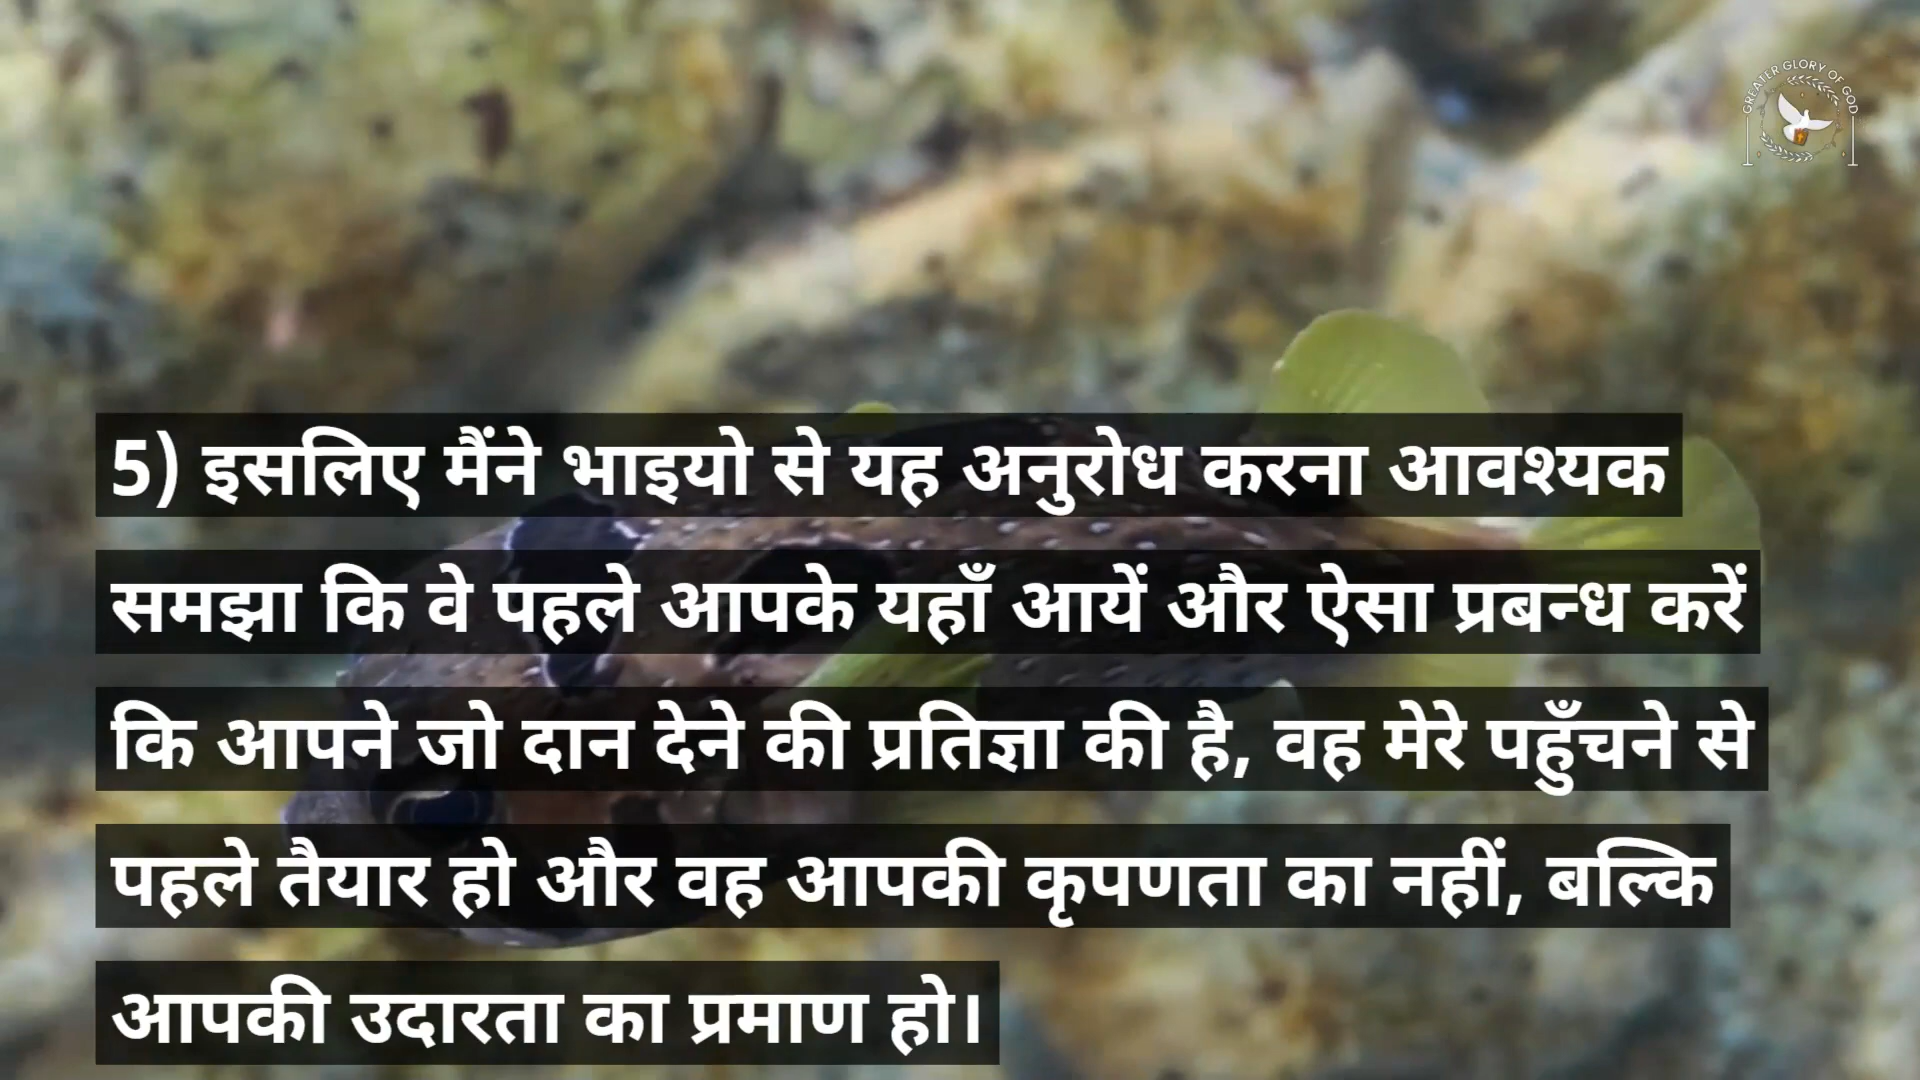 GREATER GLORY OF GOD
5) इसलिए मैंने भाइयो से यह अनुरोध करना आवश्यक
समझा कि वे पहले आपके यहाँ आयें और ऐसा प्रबन्ध करें
कि आपने जो दान देने की प्रतिज्ञा की है, वह मेरे पहुँचने से
पहले तैयार हो और वह आपकी कृपणता का नहीं, बल्कि
आपकी उदारता का प्रमाण हो।